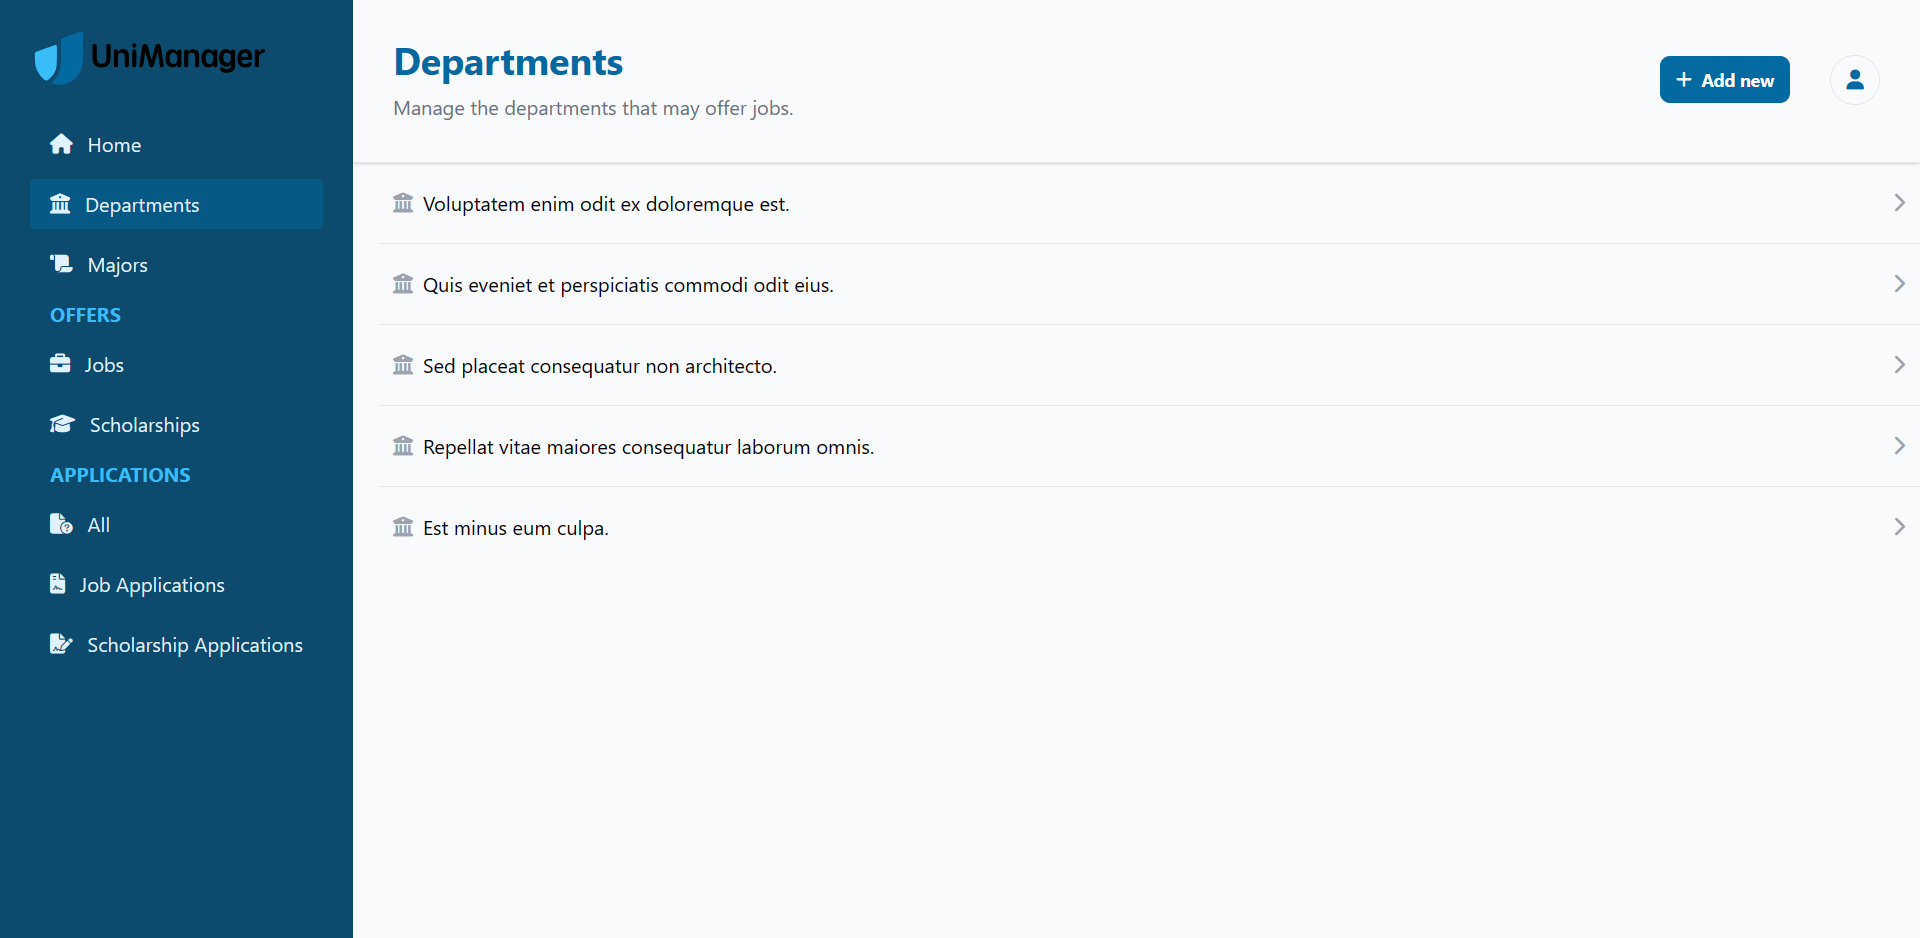 UniManager
Home
Departments
Majors
OFFERS
Jobs
Scholarships
APPLICATIONS
All
Job Applications
Scholarship Applications
Departments
Manage the departments that may offer jobs.
Add new
Voluptatem enim odit ex doloremque est.
Quis eveniet et perspiciatis commodi odit eius.
Sed placeat consequatur non architecto.
Repellat vitae maiores consequatur laborum omnis.
Est minus eum culpa.